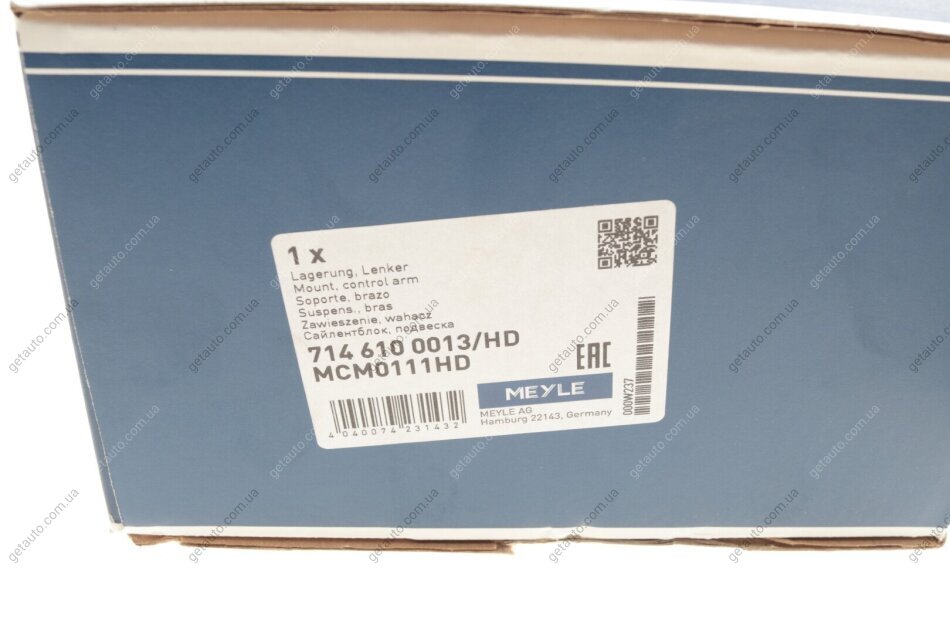 1 x
Lagerung, Lenker
Mount, control arm
Soporte, brazo
Suspens., bras
Zawieszenie, wahacz
Сайлентблок, подвеска
714 610 0013/HD
MCM0111HD
EAC
MEYLE
MEYLE AG
Hamburg 22143, Germany
4 040074 231432
000W237
getauto.com.ua